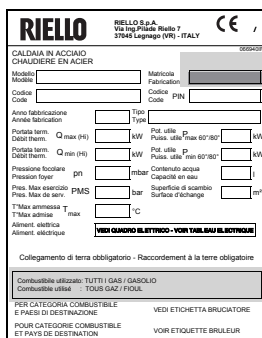 RIELLO
RIELLO S.p.A.
Via Ing.Pilade Riello 7
37045 Legnago (VR) - ITALY
CE /
CALDAIA IN ACCIAIO
CHAUDIERE EN ACIER
Modello
Modèle
Matricola
Fabrication
Codice
Code
Codice
Code PIN
Anno fabbricazione
Année fabrication
Tipo
Type
Portata term.
Débit therm. Q max (Hi) kW
Pot. utile
Puiss. utile P max 60°/80° kW
Portata term.
Débit therm. Q min (Hi) kW
Pot. utile
Puiss. utile P min 60°/80° kW
Pressione focolare
Pression foyer pn mbar
Contenuto acqua
Capacité en eau l
Pres. Max esercizio
Pres. Max de serv. PMS bar
Superficie di scambio
Surface d'échange m²
T°Max ammessa
T°Max admise T max °C
Aliment. elettrica
Aliment. eléctrique
VEDI QUADRO ELETTRICO - VOIR TABLEAU ELECTRIQUE
Collegamento di terra obbligatorio - Raccordement à la terre obligatoire
Combustibile utilizzato: TUTTI I GAS / GASOLIO
Combustible utilisé : TOUS GAZ / FIOUL
PER CATEGORIA COMBUSTIBILE
E PAESI DI DESTINAZIONE
VEDI ETICHETTA BRUCIATORE
POUR CATEGORIE COMBUSTIBLE
ET PAYS DE DESTINATION
VOIR ETIQUETTE BRULEUR